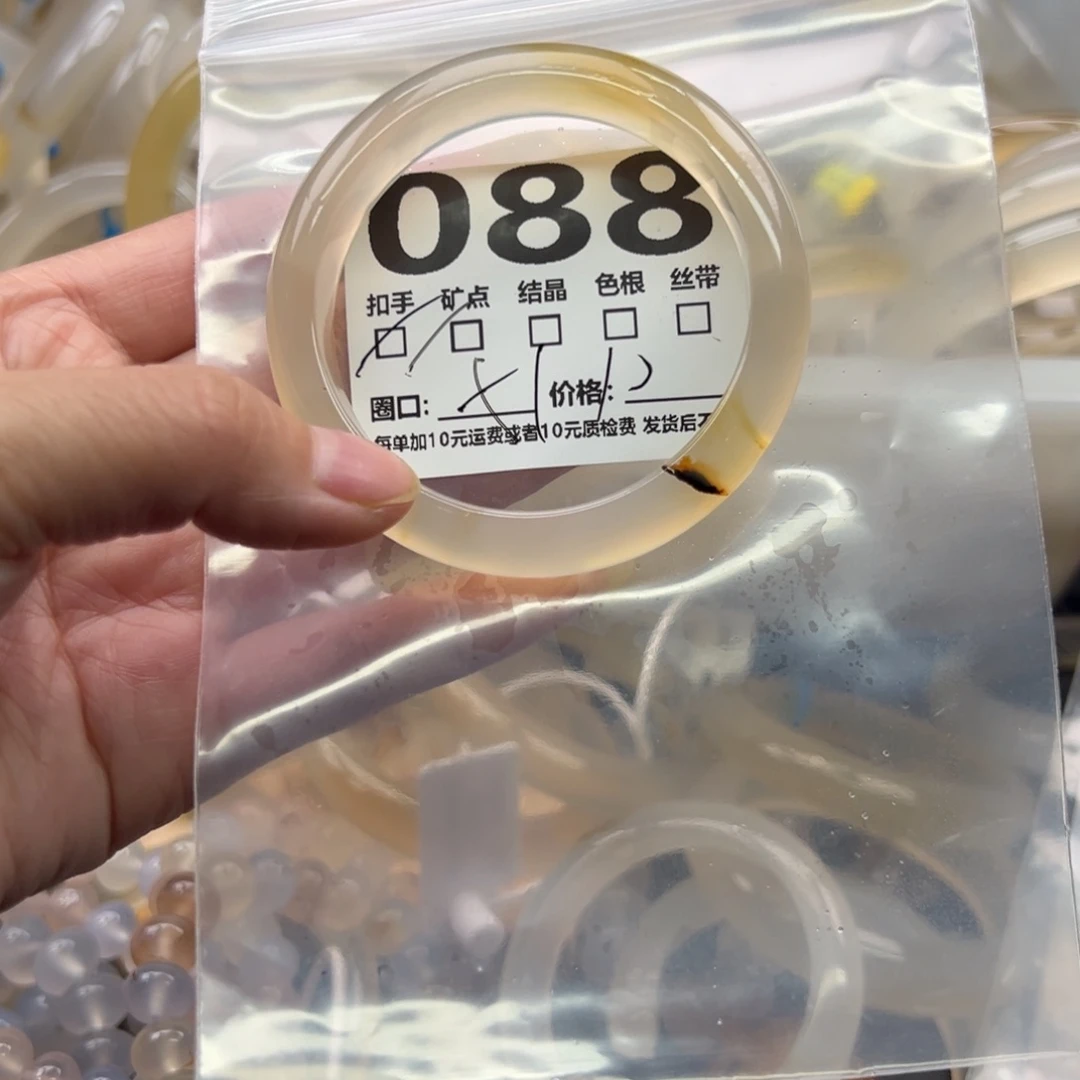 088
扣手 矿点 结晶 色根 丝带
圈口: 价格:
每单加10元运费或者10元质检费 发货后不